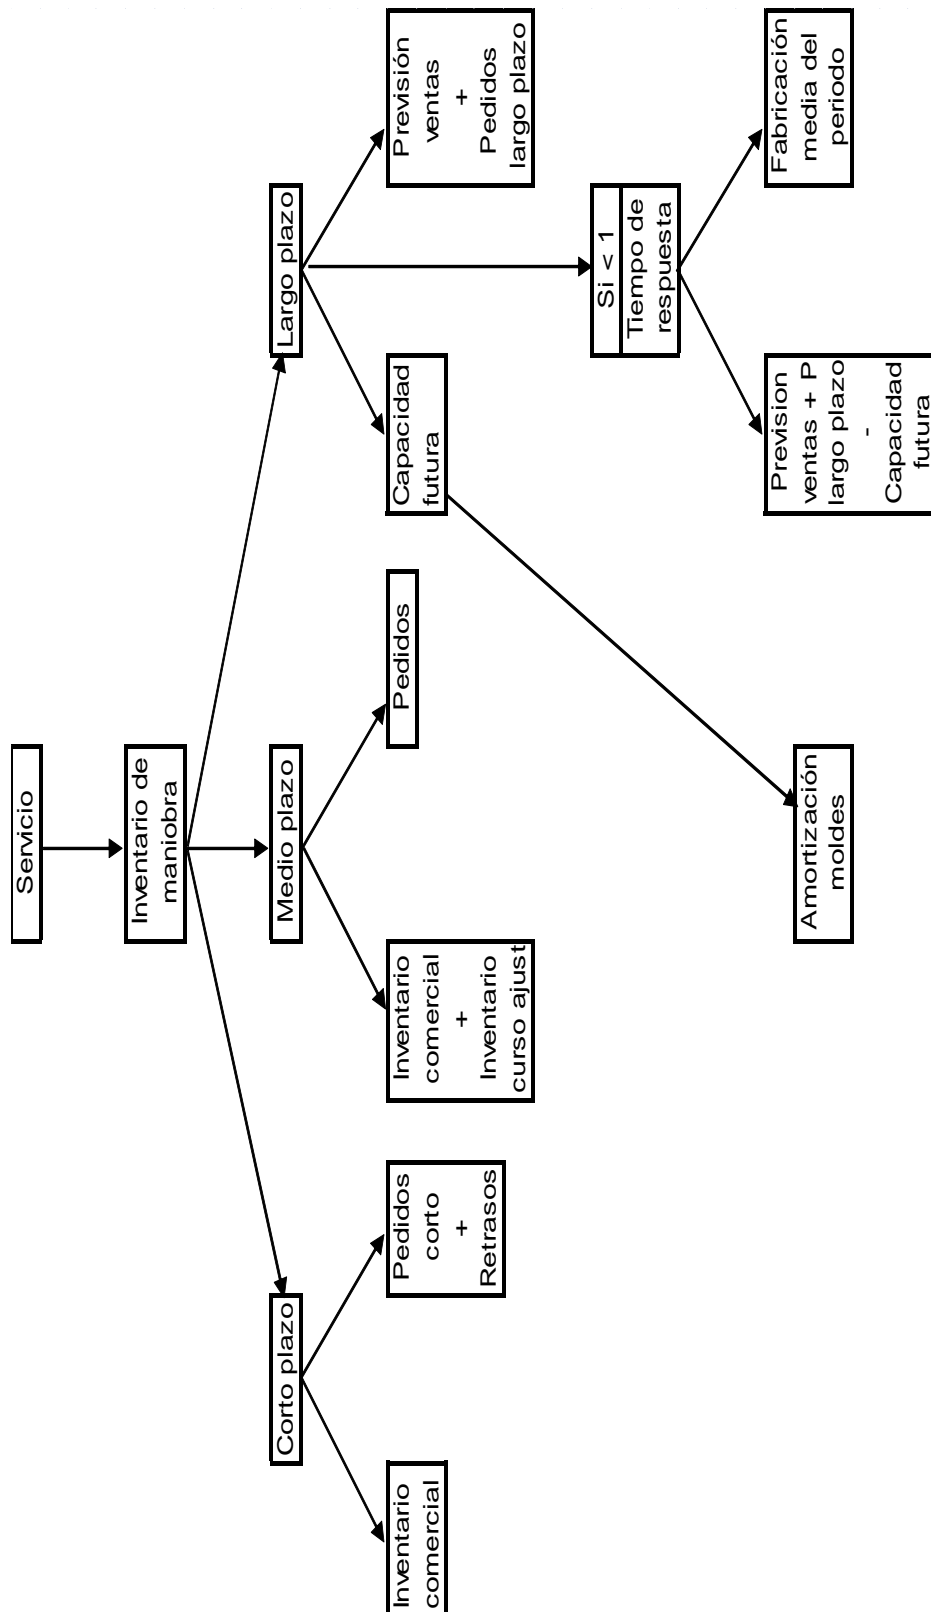 Servicio
Inventario de
maniobra
Corto plazo
Medio plazo
Largo plazo
Inventario
comercial
Pedidos
corto
+
Retrasos
Inventario
comercial
+
Inventario
curso ajust
Pedidos
Capacidad
futura
Previsión
ventas
+
Pedidos
largo plazo
Si < 1
Tiempo de
respuesta
Amortización
moldes
Prevision
ventas + P
largo plazo
-
Capacidad
futura
Fabricación
media del
periodo